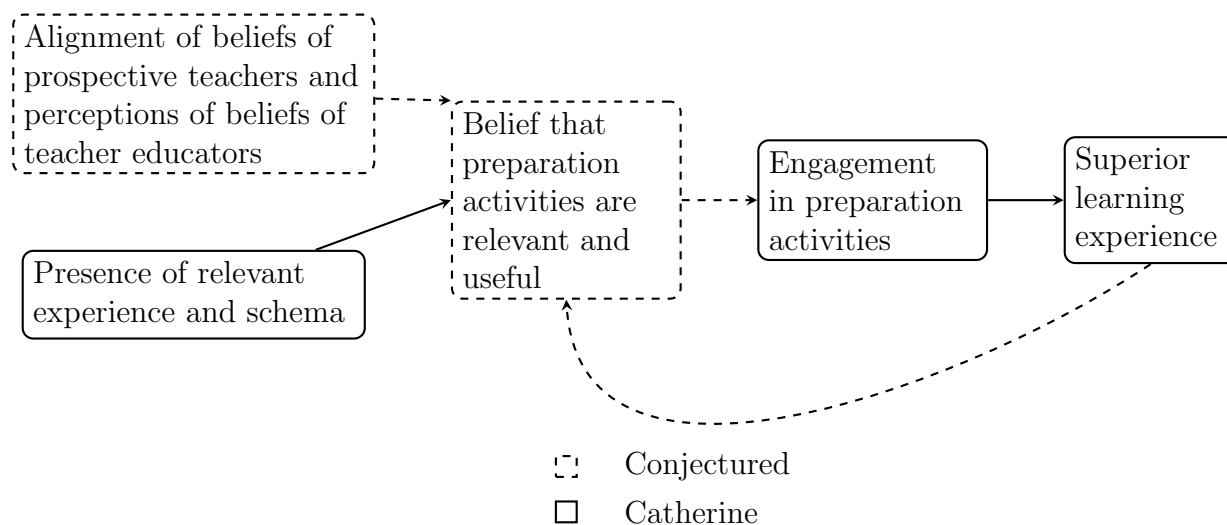 Alignment of beliefs of
prospective teachers and
perceptions of beliefs of
teacher educators
Presence of relevant
experience and schema
Belief that
preparation
activities are
relevant and
useful
Engagement
in preparation
activities
Superior
learning
experience
Conjectured
Catherine